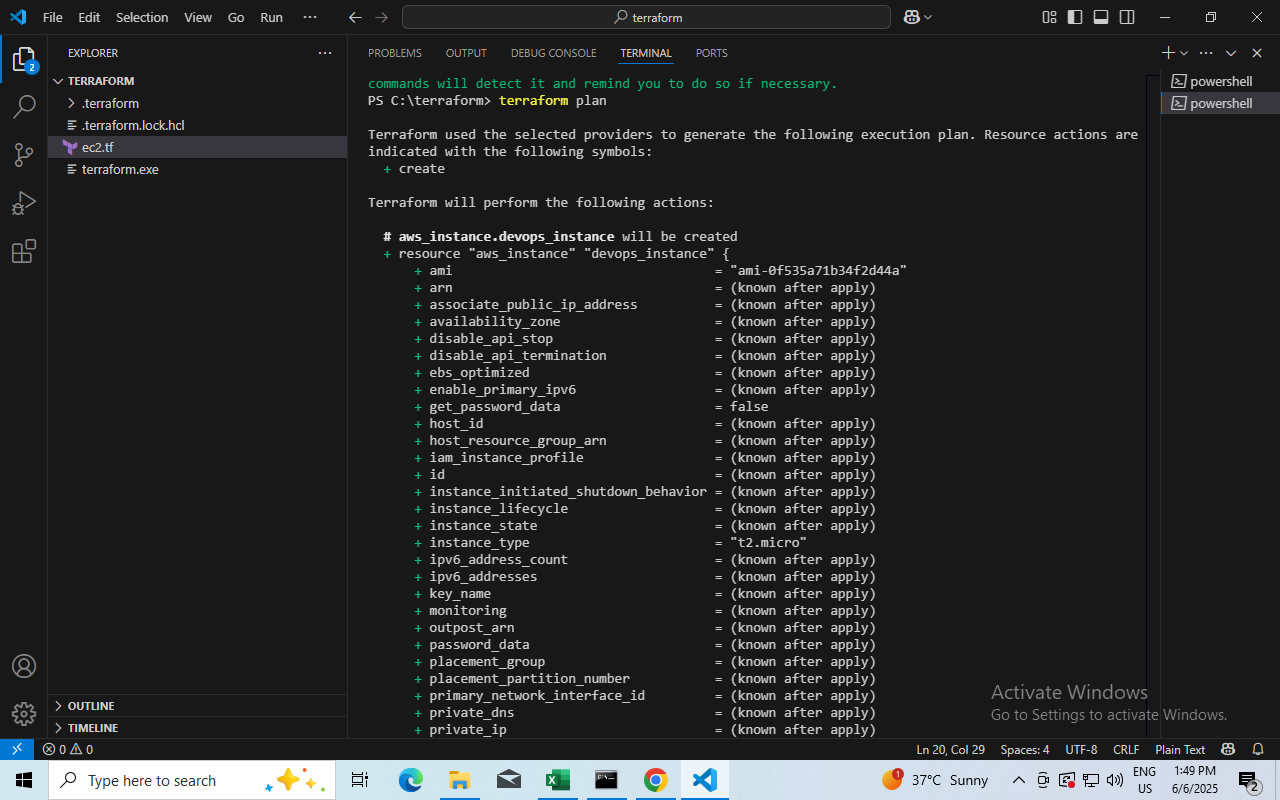 File Edit Selection View Go Run ···
terraform
EXPLORER
TERRAFORM
.terraform
.terraform.lock.hcl
ec2.tf
terraform.exe
OUTLINE
TIMELINE
2
PROBLEMS OUTPUT DEBUG CONSOLE TERMINAL PORTS
powershell
powershell
commands will detect it and remind you to do so if necessary.
PS C:\terraform> terraform plan
Terraform used the selected providers to generate the following execution plan. Resource actions are
indicated with the following symbols:
+ create
Terraform will perform the following actions:
# aws_instance.devops_instance will be created
+ resource "aws_instance" "devops_instance" {
+ ami = "ami-0f535a71b34f2d44a"
+ arn = (known after apply)
+ associate_public_ip_address = (known after apply)
+ availability_zone = (known after apply)
+ disable_api_stop = (known after apply)
+ disable_api_termination = (known after apply)
+ ebs_optimized = (known after apply)
+ enable_primary_ipv6 = (known after apply)
+ get_password_data = false
+ host_id = (known after apply)
+ host_resource_group_arn = (known after apply)
+ iam_instance_profile = (known after apply)
+ id = (known after apply)
+ instance_initiated_shutdown_behavior = (known after apply)
+ instance_lifecycle = (known after apply)
+ instance_state = (known after apply)
+ instance_type = "t2.micro"
+ ipv6_address_count = (known after apply)
+ ipv6_addresses = (known after apply)
+ key_name = (known after apply)
+ monitoring = (known after apply)
+ outpost_arn = (known after apply)
+ password_data = (known after apply)
+ placement_group = (known after apply)
+ placement_partition_number = (known after apply)
+ primary_network_interface_id = (known after apply)
+ private_dns = (known after apply)
+ private_ip = (known after apply)
Activate Windows
Go to Settings to activate Windows.
0 0
Ln 20, Col 29 Spaces: 4 UTF-8 CRLF Plain Text
Type here to search
1 37°C Sunny
ENG
US
1:49 PM
6/6/2025
2